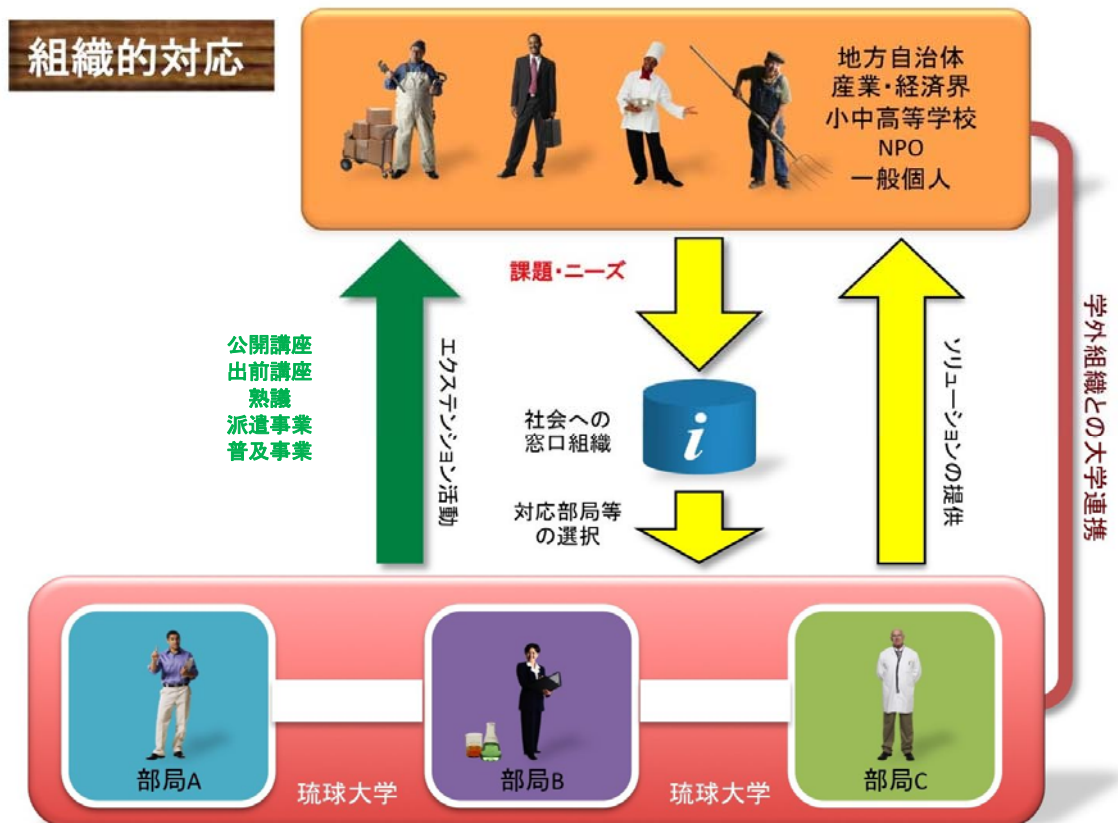 組織的対応
地方自治体
産業・経済界
小中高等学校
NPO
一般個人
課題・ニーズ
公開講座
出前講座
熟議
派遣事業
普及事業
エクステンション活動
社会への
窓口組織
i
対応部局等
の選択
ソリューションの提供
学外組織との大学連携
部局A
琉球大学
部局B
琉球大学
部局C